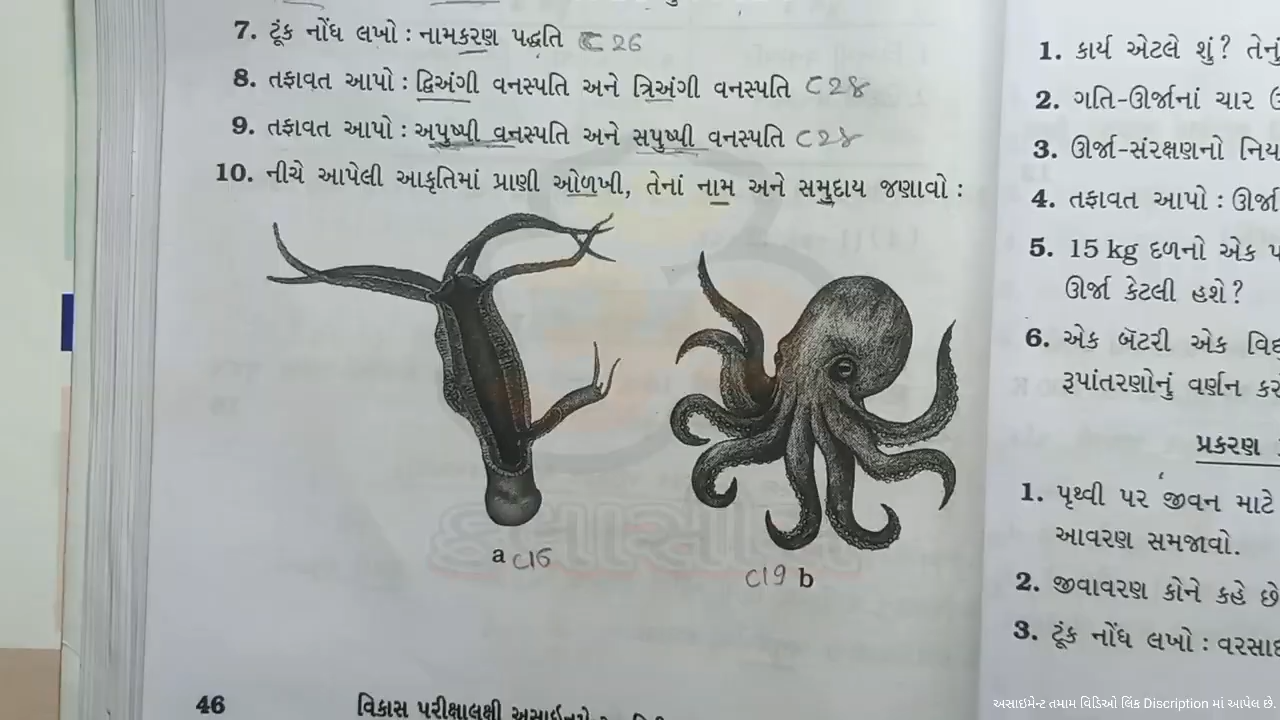 7. ટૂંક નોંધ લખો : નામકરણ પદ્ધતિ C 26
8. તફાવત આપો : દ્વિઅંગી વનસ્પતિ અને ત્રિઅંગી વનસ્પતિ C28
9. તફાવત આપો : અપુષ્પી વનસ્પતિ અને સપુષ્પી વનસ્પતિ C28
10. નીચે આપેલી આકૃતિમાં પ્રાણી ઓળખી, તેનાં નામ અને સમુદાય જણાવો :
a C16
C19 b
46 વિકાસ પરીક્ષાલક્ષી
1. કાર્ય એટલે શું? તેનું
2. ગતિ-ઊર્જાનાં ચાર
3. ઊર્જા-સંરક્ષણનો
4. તફાવત આપો : ઊર્જા
5. 15 kg દળનો એક
ઊર્જા કેટલી હશે?
6. એક બૅટરી એક
રૂપાંતરણોનું વર્ણન
પ્રકરણ
1. પૃથ્વી પર જીવન માટે
આવરણ સમજાવો.
2. જીવાવરણ કોને કહે છે
3. ટૂંક નોંધ લખો :
અસાઇમેન્ટ તમામ વિડિઓ લિંક Discription માં આપેલ છે.